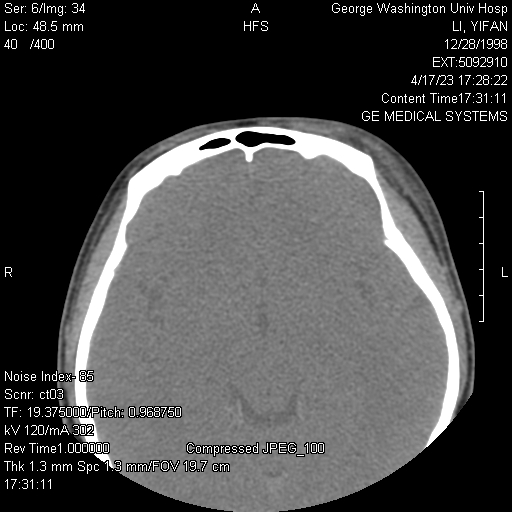 Ser: 6/Img: 34
Loc: 48.5 mm
40 /400
A
HFS
George Washington Univ Hosp
LI, YIFAN
12/28/1998
EXT:5092910
4/17/23 17:28:22
Content Time17:31:11
GE MEDICAL SYSTEMS
R
L
Noise Index- 85
Scnr: ct03
TF: 19.375000/Pitch: 0.968750
kV 120/mA 302
Rev Time1.000000
Compressed JPEG_100
Thk 1.3 mm Spc 1.3 mm/FOV 19.7 cm
17:31:11